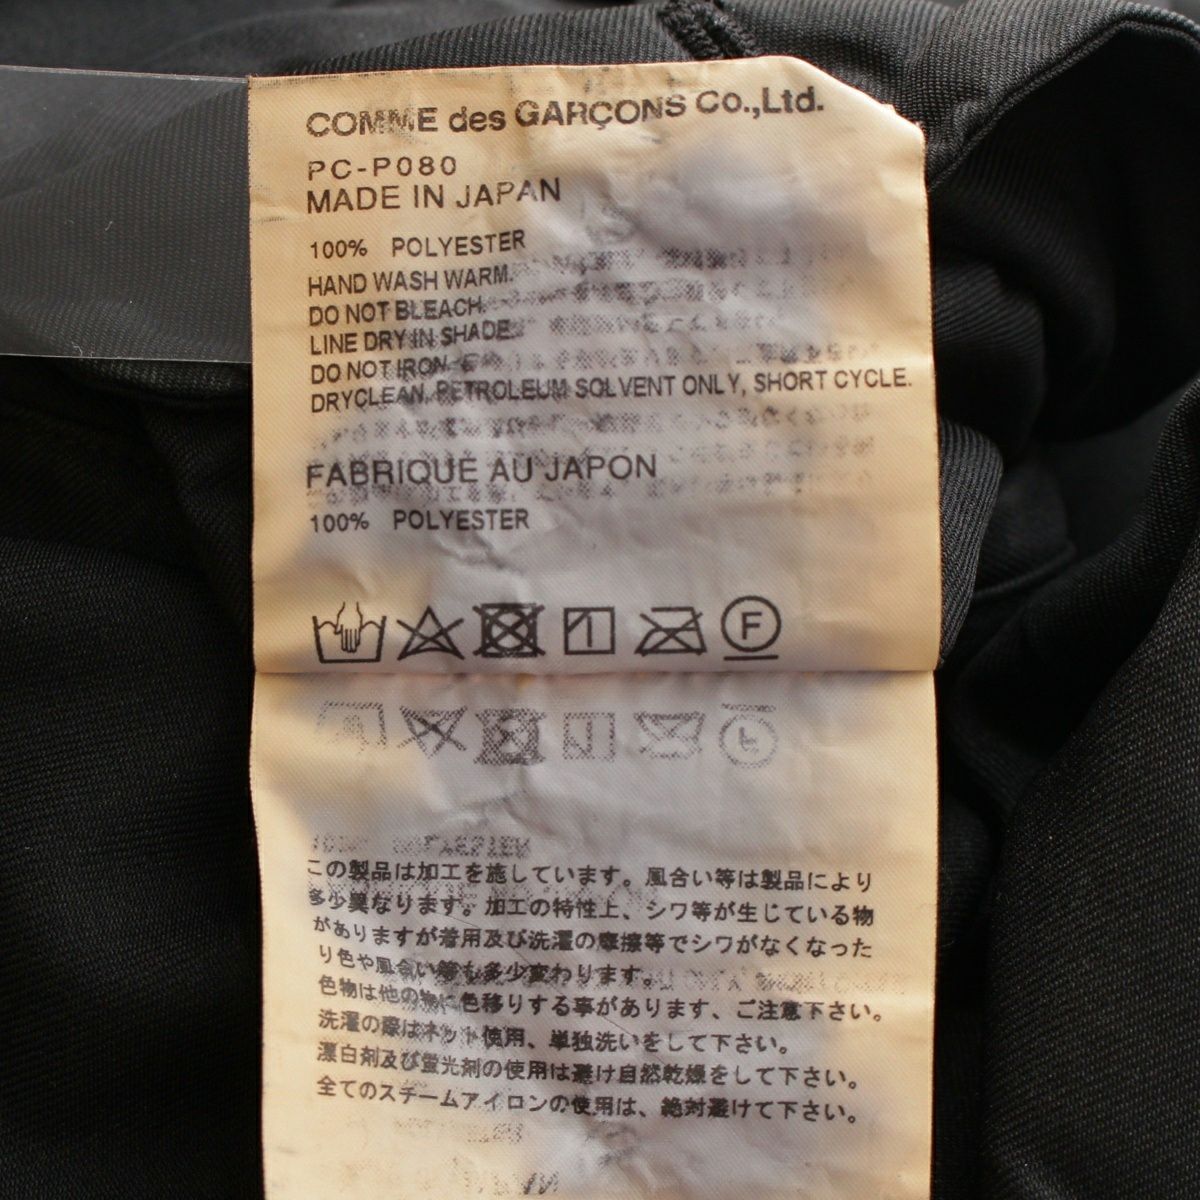 COMME des GARÇONS Co.,Ltd.
PC-P080
MADE IN JAPAN
100% POLYESTER
HAND WASH WARM.
DO NOT BLEACH.
LINE DRY IN SHADE.
DO NOT IRON
DRYCLEAN, PETROLEUM SOLVENT ONLY, SHORT CYCLE.
FABRIQUE AU JAPON
100% POLYESTER
F
この製品は加工を施しています。風合い等は製品により
多少異なります。加工の特性上、シワ等が生じている物
がありますが着用及び洗濯の摩擦等でシワがなくなった
り色や風合い等も多少変わります。
色物は他の物に色移りする事があります、ご注意下さい。
洗濯の際はネット使用、単独洗いをして下さい。
漂白剤及び蛍光剤の使用は避け自然乾燥をして下さい。
全てのスチームアイロンの使用は、絶対避けて下さい。